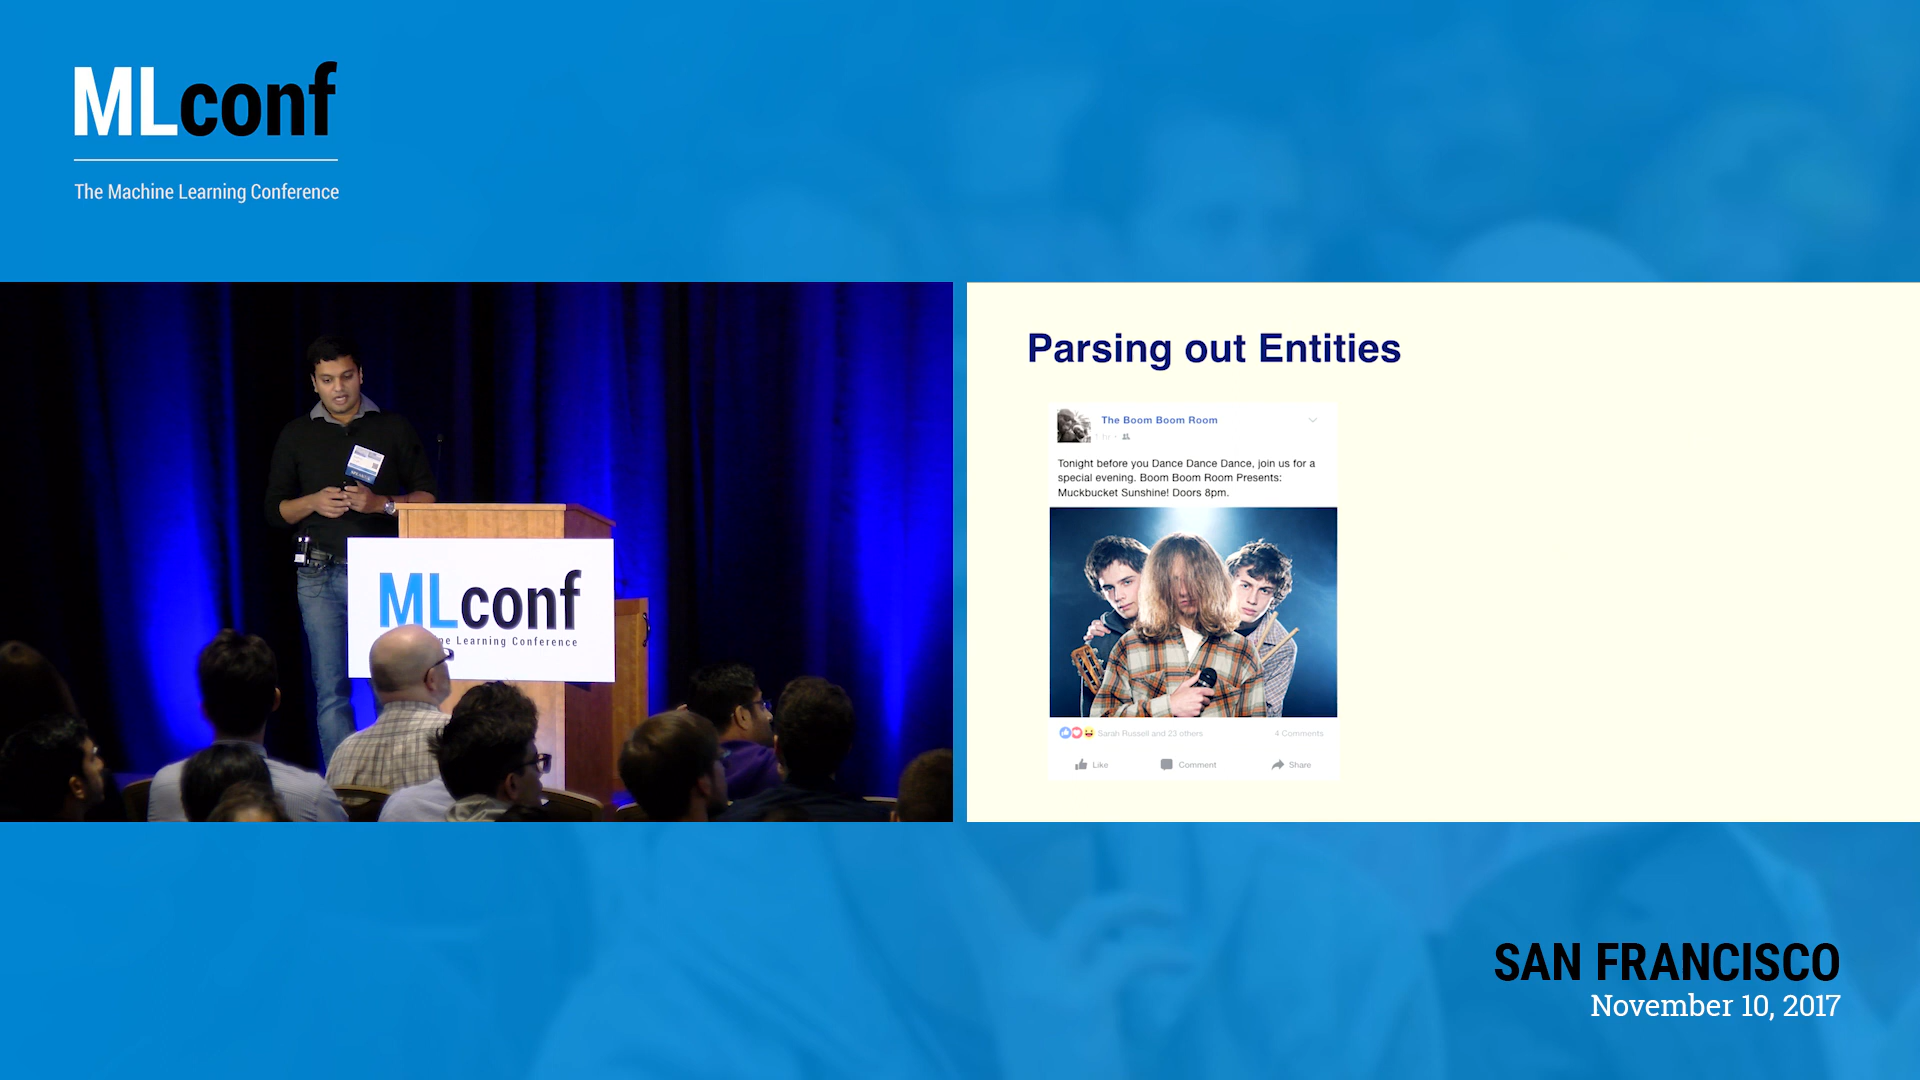 MLconf
The Machine Learning Conference
MLconf
Learning Conference
Parsing out Entities
The Boom Boom Room
1 hr
Tonight before you Dance Dance Dance, join us for a
special evening. Boom Boom Room Presents:
Muckbucket Sunshine! Doors 8pm.
Sarah Russell and 23 others
4 Comments
Like
Comment
Share
SAN FRANCISCO
November 10, 2017